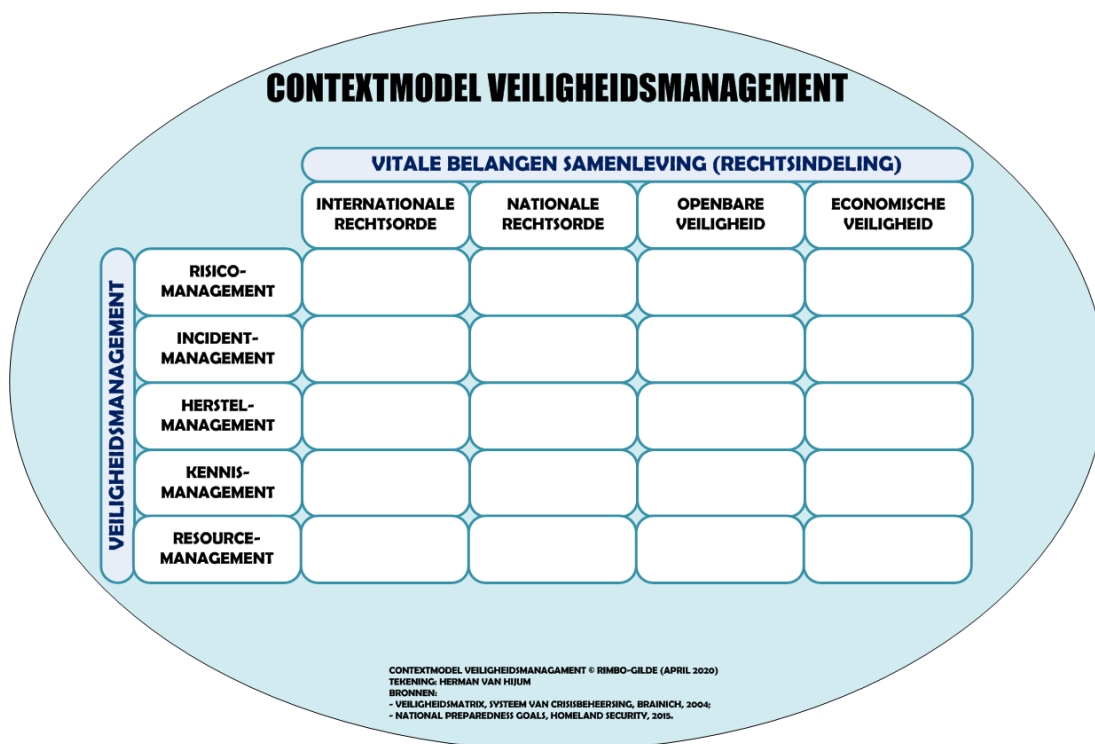 CONTEXTMODEL VEILIGHEIDSMANAGEMENT
VITALE BELANGEN SAMENLEVING (RECHTSINDELING)
INTERNATIONALE
RECHTSORDE
NATIONALE
RECHTSORDE
OPENBARE
VEILIGHEID
ECONOMISCHE
VEILIGHEID
VEILIGHEIDSMANAGEMENT
RISICO-
MANAGEMENT
INCIDENT-
MANAGEMENT
HERSTEL-
MANAGEMENT
KENNIS-
MANAGEMENT
RESOURCE-
MANAGEMENT
CONTEXTMODEL VEILIGHEIDSMANAGAMENT © RIMBO-GILDE (APRIL 2020)
TEKENING: HERMAN VAN HIJUM
BRONNEN:
- VEILIGHEIDSMATRIX, SYSTEEM VAN CRISISBEHEERSING, BRAINICH, 2004;
- NATIONAL PREPAREDNESS GOALS, HOMELAND SECURITY, 2015.